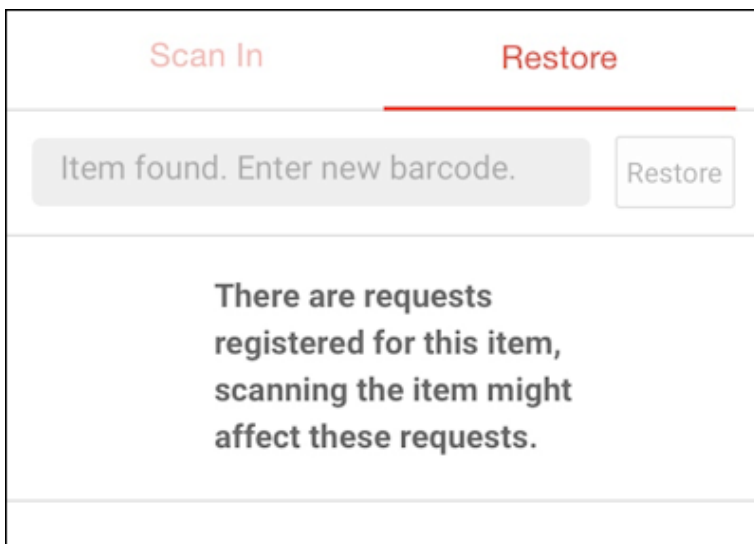 Scan In Restore
Item found. Enter new barcode. Restore
There are requests
registered for this item,
scanning the item might
affect these requests.